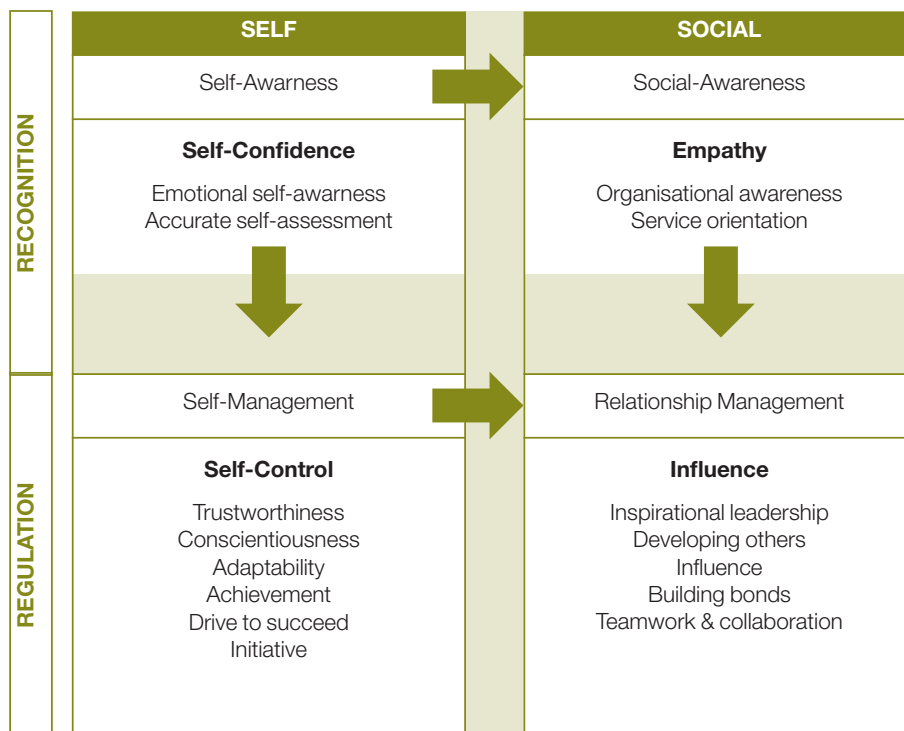 SELF
SOCIAL
RECOGNITION
Self-Awarness
Social-Awareness
Self-Confidence
Emotional self-awarness
Accurate self-assessment
Empathy
Organisational awareness
Service orientation
REGULATION
Self-Management
Relationship Management
Self-Control
Trustworthiness
Conscientiousness
Adaptability
Achievement
Drive to succeed
Initiative
Influence
Inspirational leadership
Developing others
Influence
Building bonds
Teamwork & collaboration